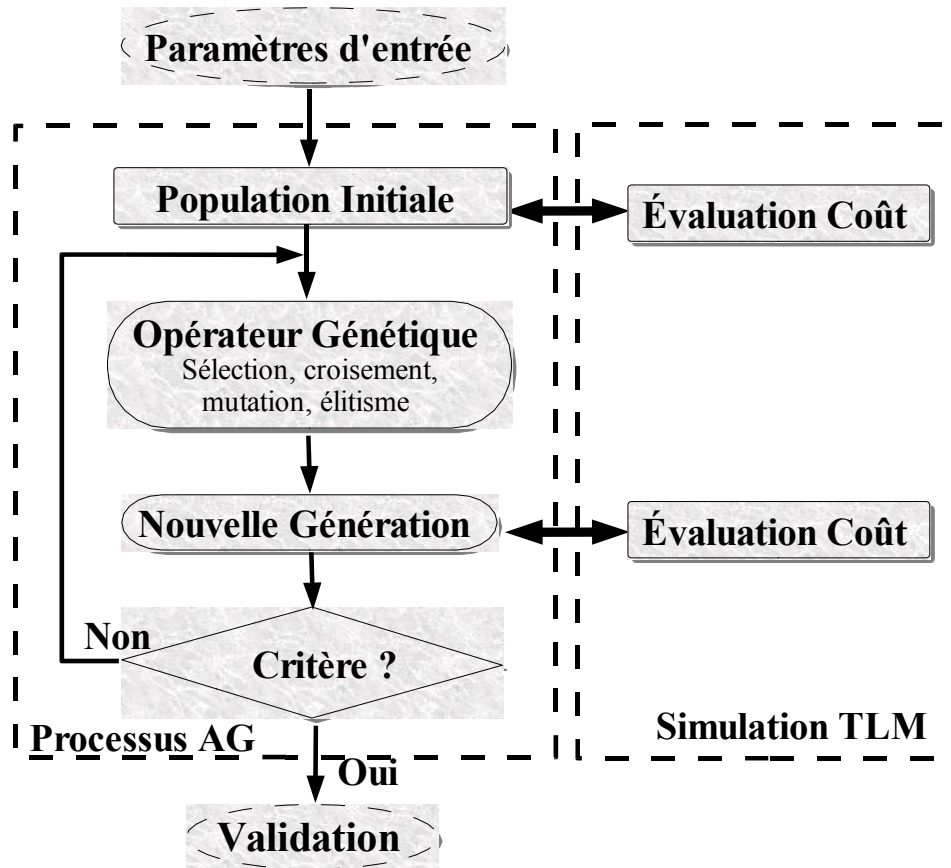 Paramètres d'entrée
Population Initiale
Évaluation Coût
Opérateur Génétique
Sélection, croisement,
mutation, élitisme
Nouvelle Génération
Évaluation Coût
Non
Critère ?
Processus AG
Simulation TLM
Oui
Validation